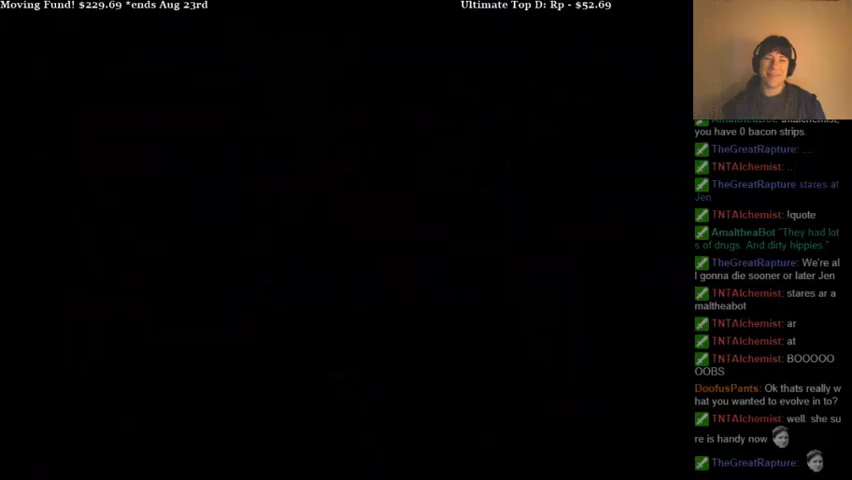 Moving Fund! $229.69 *ends Aug 23rd
Ultimate Top D: Rp - $52.69
you have 0 bacon strips.
TheGreatRapture: ....
TNTAlchemist: ...
TheGreatRapture stares at
Jen
TNTAlchemist: !quote
AmaltheaBot "They had lot
s of drugs. And dirty hippies."
TheGreatRapture: We're al
l gonna die sooner or later Jen
TNTAlchemist: stares ar a
maltheabot
TNTAlchemist: ar
TNTAlchemist: at
TNTAlchemist: BOOOOO
OOBS
DoofusPants: Ok thats really w
hat you wanted to evolve in to?
TNTAlchemist: well. she su
re is handy now
TheGreatRapture: